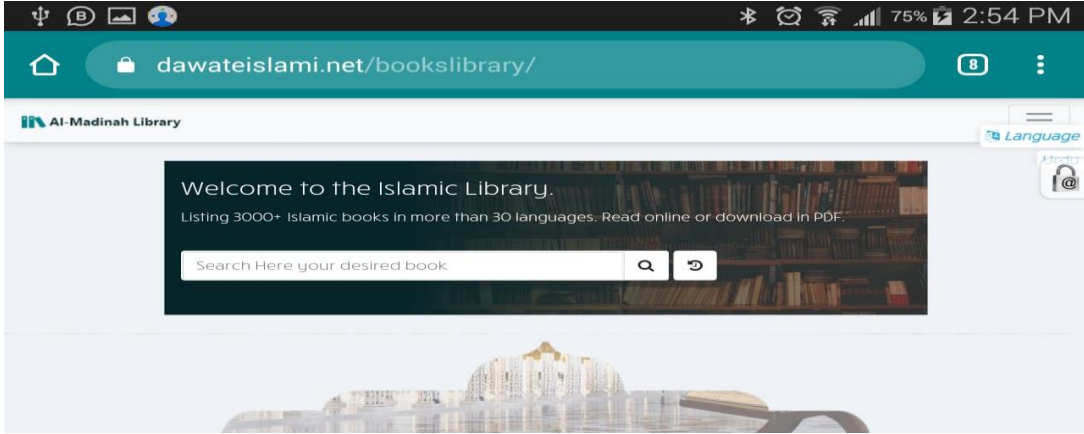 75% 2:54 PM
dawateislami.net/bookslibrary/
8
Al-Madinah Library
Language
Urdu
Welcome to the Islamic Library.
Listing 3000+ Islamic books in more than 30 languages. Read online or download in PDF.
Search Here your desired book